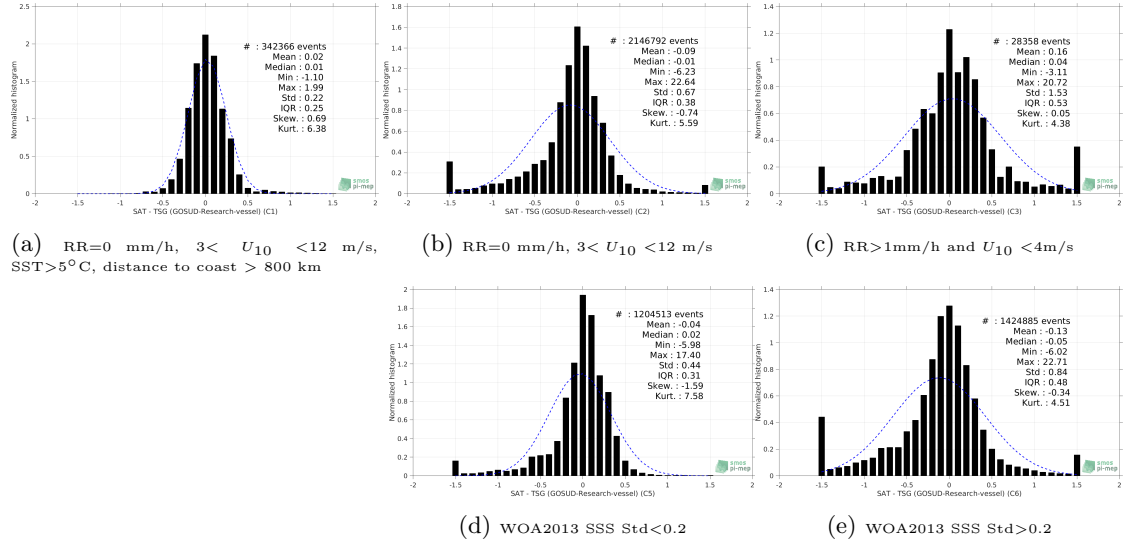 2.5
2
1.5
1
0.5
0
Normalized histogram
-2 -1.5 -1 -0.5 0 0.5 1 1.5 2
SAT - TSG (GOSUD-Research-vessel) (C1)
# : 342366 events
Mean : 0.02
Median : 0.01
Min : -1.10
Max : 1.99
Std : 0.22
IQR : 0.25
Skew. : 0.69
Kurt. : 6.38
smos
pi-mep
(a) RR=0 mm/h, 3< U10 <12 m/s,
SST>5°C, distance to coast > 800 km
1.8
1.6
1.4
1.2
1
0.8
0.6
0.4
0.2
0
Normalized histogram
-2 -1.5 -1 -0.5 0 0.5 1 1.5 2
SAT - TSG (GOSUD-Research-vessel) (C2)
# : 2146792 events
Mean : -0.09
Median : -0.01
Min : -6.23
Max : 22.64
Std : 0.67
IQR : 0.38
Skew. : -0.74
Kurt. : 5.59
smos
pi-mep
(b) RR=0 mm/h, 3< U10 <12 m/s
1.4
1.2
1
0.8
0.6
0.4
0.2
0
Normalized histogram
-2 -1.5 -1 -0.5 0 0.5 1 1.5 2
SAT - TSG (GOSUD-Research-vessel) (C3)
# : 28358 events
Mean : 0.16
Median : 0.04
Min : -3.11
Max : 20.72
Std : 1.53
IQR : 0.53
Skew. : 0.05
Kurt. : 4.38
smos
pi-mep
(c) RR>1mm/h and U10 <4m/s
2
1.8
1.6
1.4
1.2
1
0.8
0.6
0.4
0.2
0
Normalized histogram
-2 -1.5 -1 -0.5 0 0.5 1 1.5 2
SAT - TSG (GOSUD-Research-vessel) (C5)
# : 1204513 events
Mean : -0.04
Median : 0.02
Min : -5.98
Max : 17.40
Std : 0.44
IQR : 0.31
Skew. : -1.59
Kurt. : 7.58
smos
pi-mep
(d) WOA2013 SSS Std<0.2
1.4
1.2
1
0.8
0.6
0.4
0.2
0
Normalized histogram
-2 -1.5 -1 -0.5 0 0.5 1 1.5 2
SAT - TSG (GOSUD-Research-vessel) (C6)
# : 1424885 events
Mean : -0.13
Median : -0.05
Min : -6.02
Max : 22.71
Std : 0.84
IQR : 0.48
Skew. : -0.34
Kurt. : 4.51
smos
pi-mep
(e) WOA2013 SSS Std>0.2